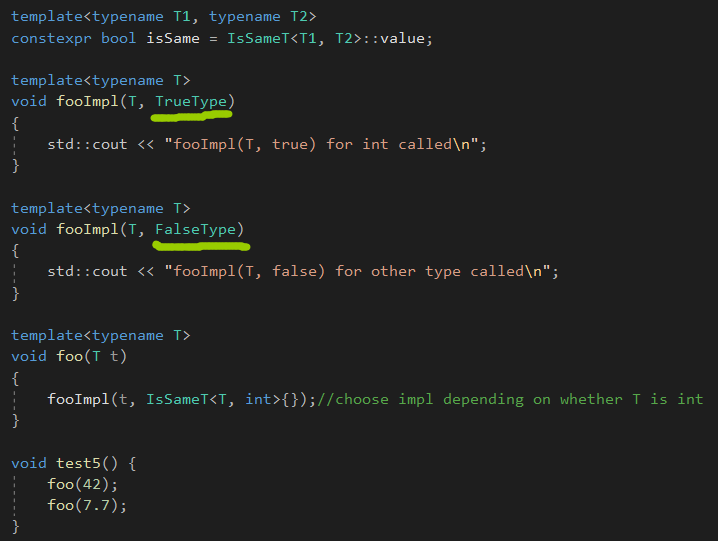 template<typename T1, typename T2>
constexpr bool isSame = IsSameT<T1, T2>::value;
template<typename T>
void fooImpl(T, TrueType)
{
std::cout << "fooImpl(T, true) for int called\n";
}
template<typename T>
void fooImpl(T, FalseType)
{
std::cout << "fooImpl(T, false) for other type called\n";
}
template<typename T>
void foo(T t)
{
fooImpl(t, IsSameT<T, int>{});//choose impl depending on whether T is int
}
void test5() {
foo(42);
foo(7.7);
}